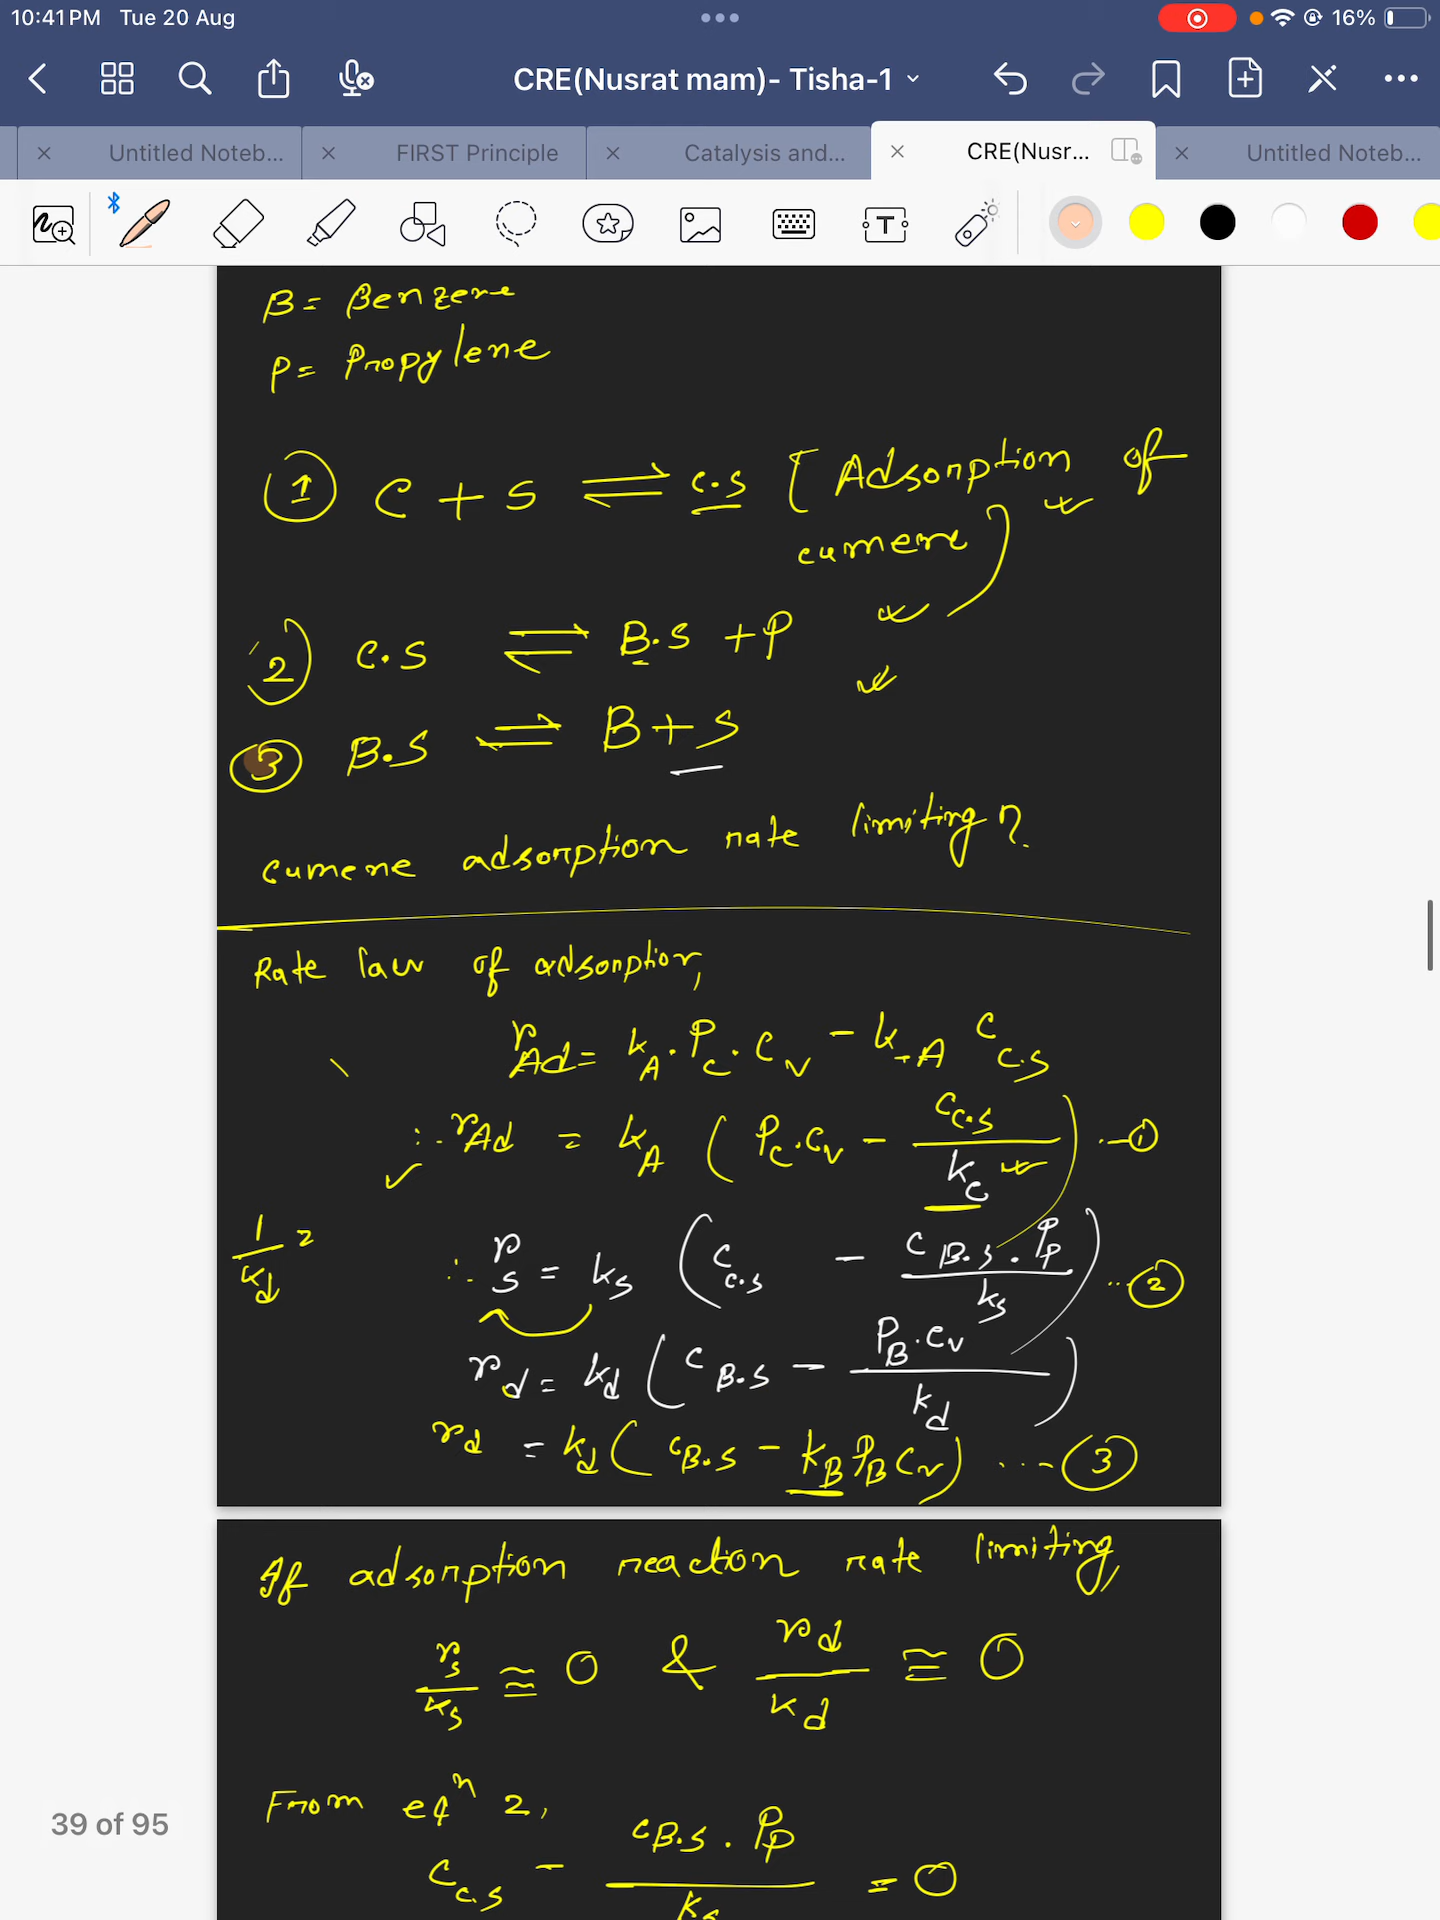 10:41 PM Tue 20 Aug 16%
CRE(Nusrat mam)- Tisha-1
Untitled Noteb... FIRST Principle Catalysis and... CRE(Nusr... Untitled Noteb...
B = Benzene
P = Propylene
① C + S ⇌ C.S [Adsorption of
cumene]
② C.S ⇌ B.S + P
③ B.S ⇌ B + S
cumene adsorption rate limiting?
Rate law of adsorption,
r_Ad = k_A . P_C . C_v - k_-A C_C.S
∴ r_Ad = k_A ( P_C . C_v - C_C.S / k_C ) ...①
1/k_d =
∴ r_S = k_S ( C_C.S - C_B.S . P_P / k_S ) ...②
r_d = k_d ( C_B.S - P_B . C_v / k_d )
r_d = k_d ( C_B.S - k_B P_B C_v ) ....③
If adsorption reaction rate limiting,
r_S / k_S ≅ 0 & r_d / k_d ≅ 0
From eqⁿ 2,
C_C.S - C_B.S . P_P / k_S = 0
39 of 95